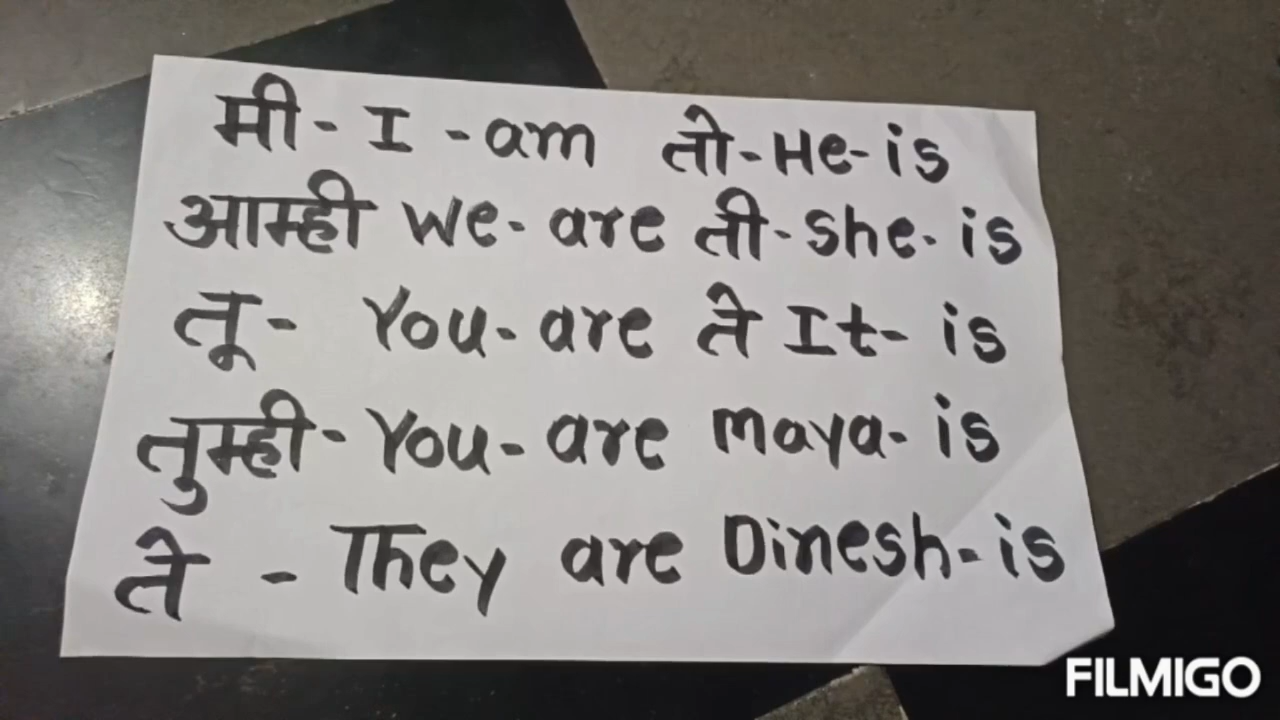 मी - I - am तो - He - is
आम्ही We - are ती - She - is
तू - You - are ते It - is
तुम्ही - You - are maya - is
ते - They are Dinesh - is
FILMIGO